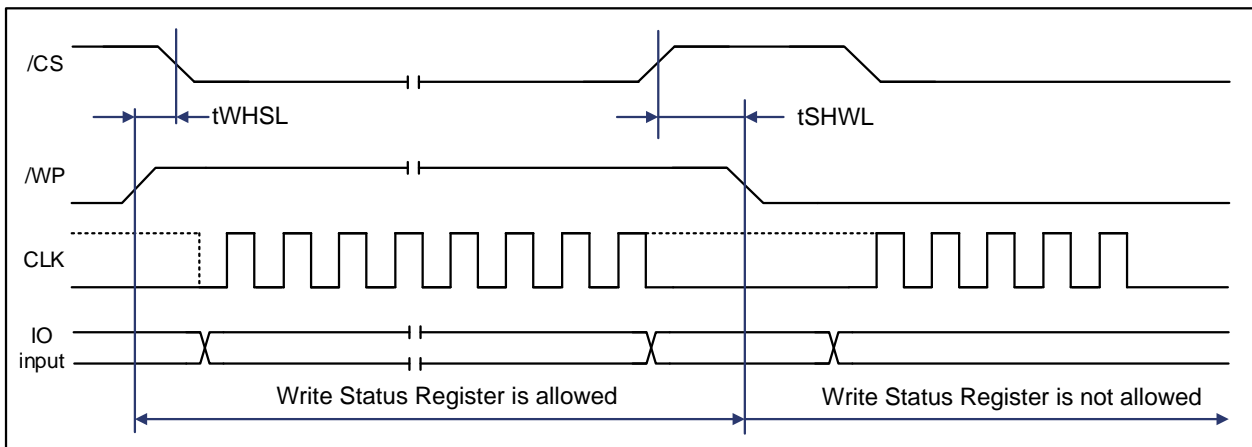 /CS
tWHSL
tSHWL
/WP
CLK
IO
input
Write Status Register is allowed
Write Status Register is not allowed